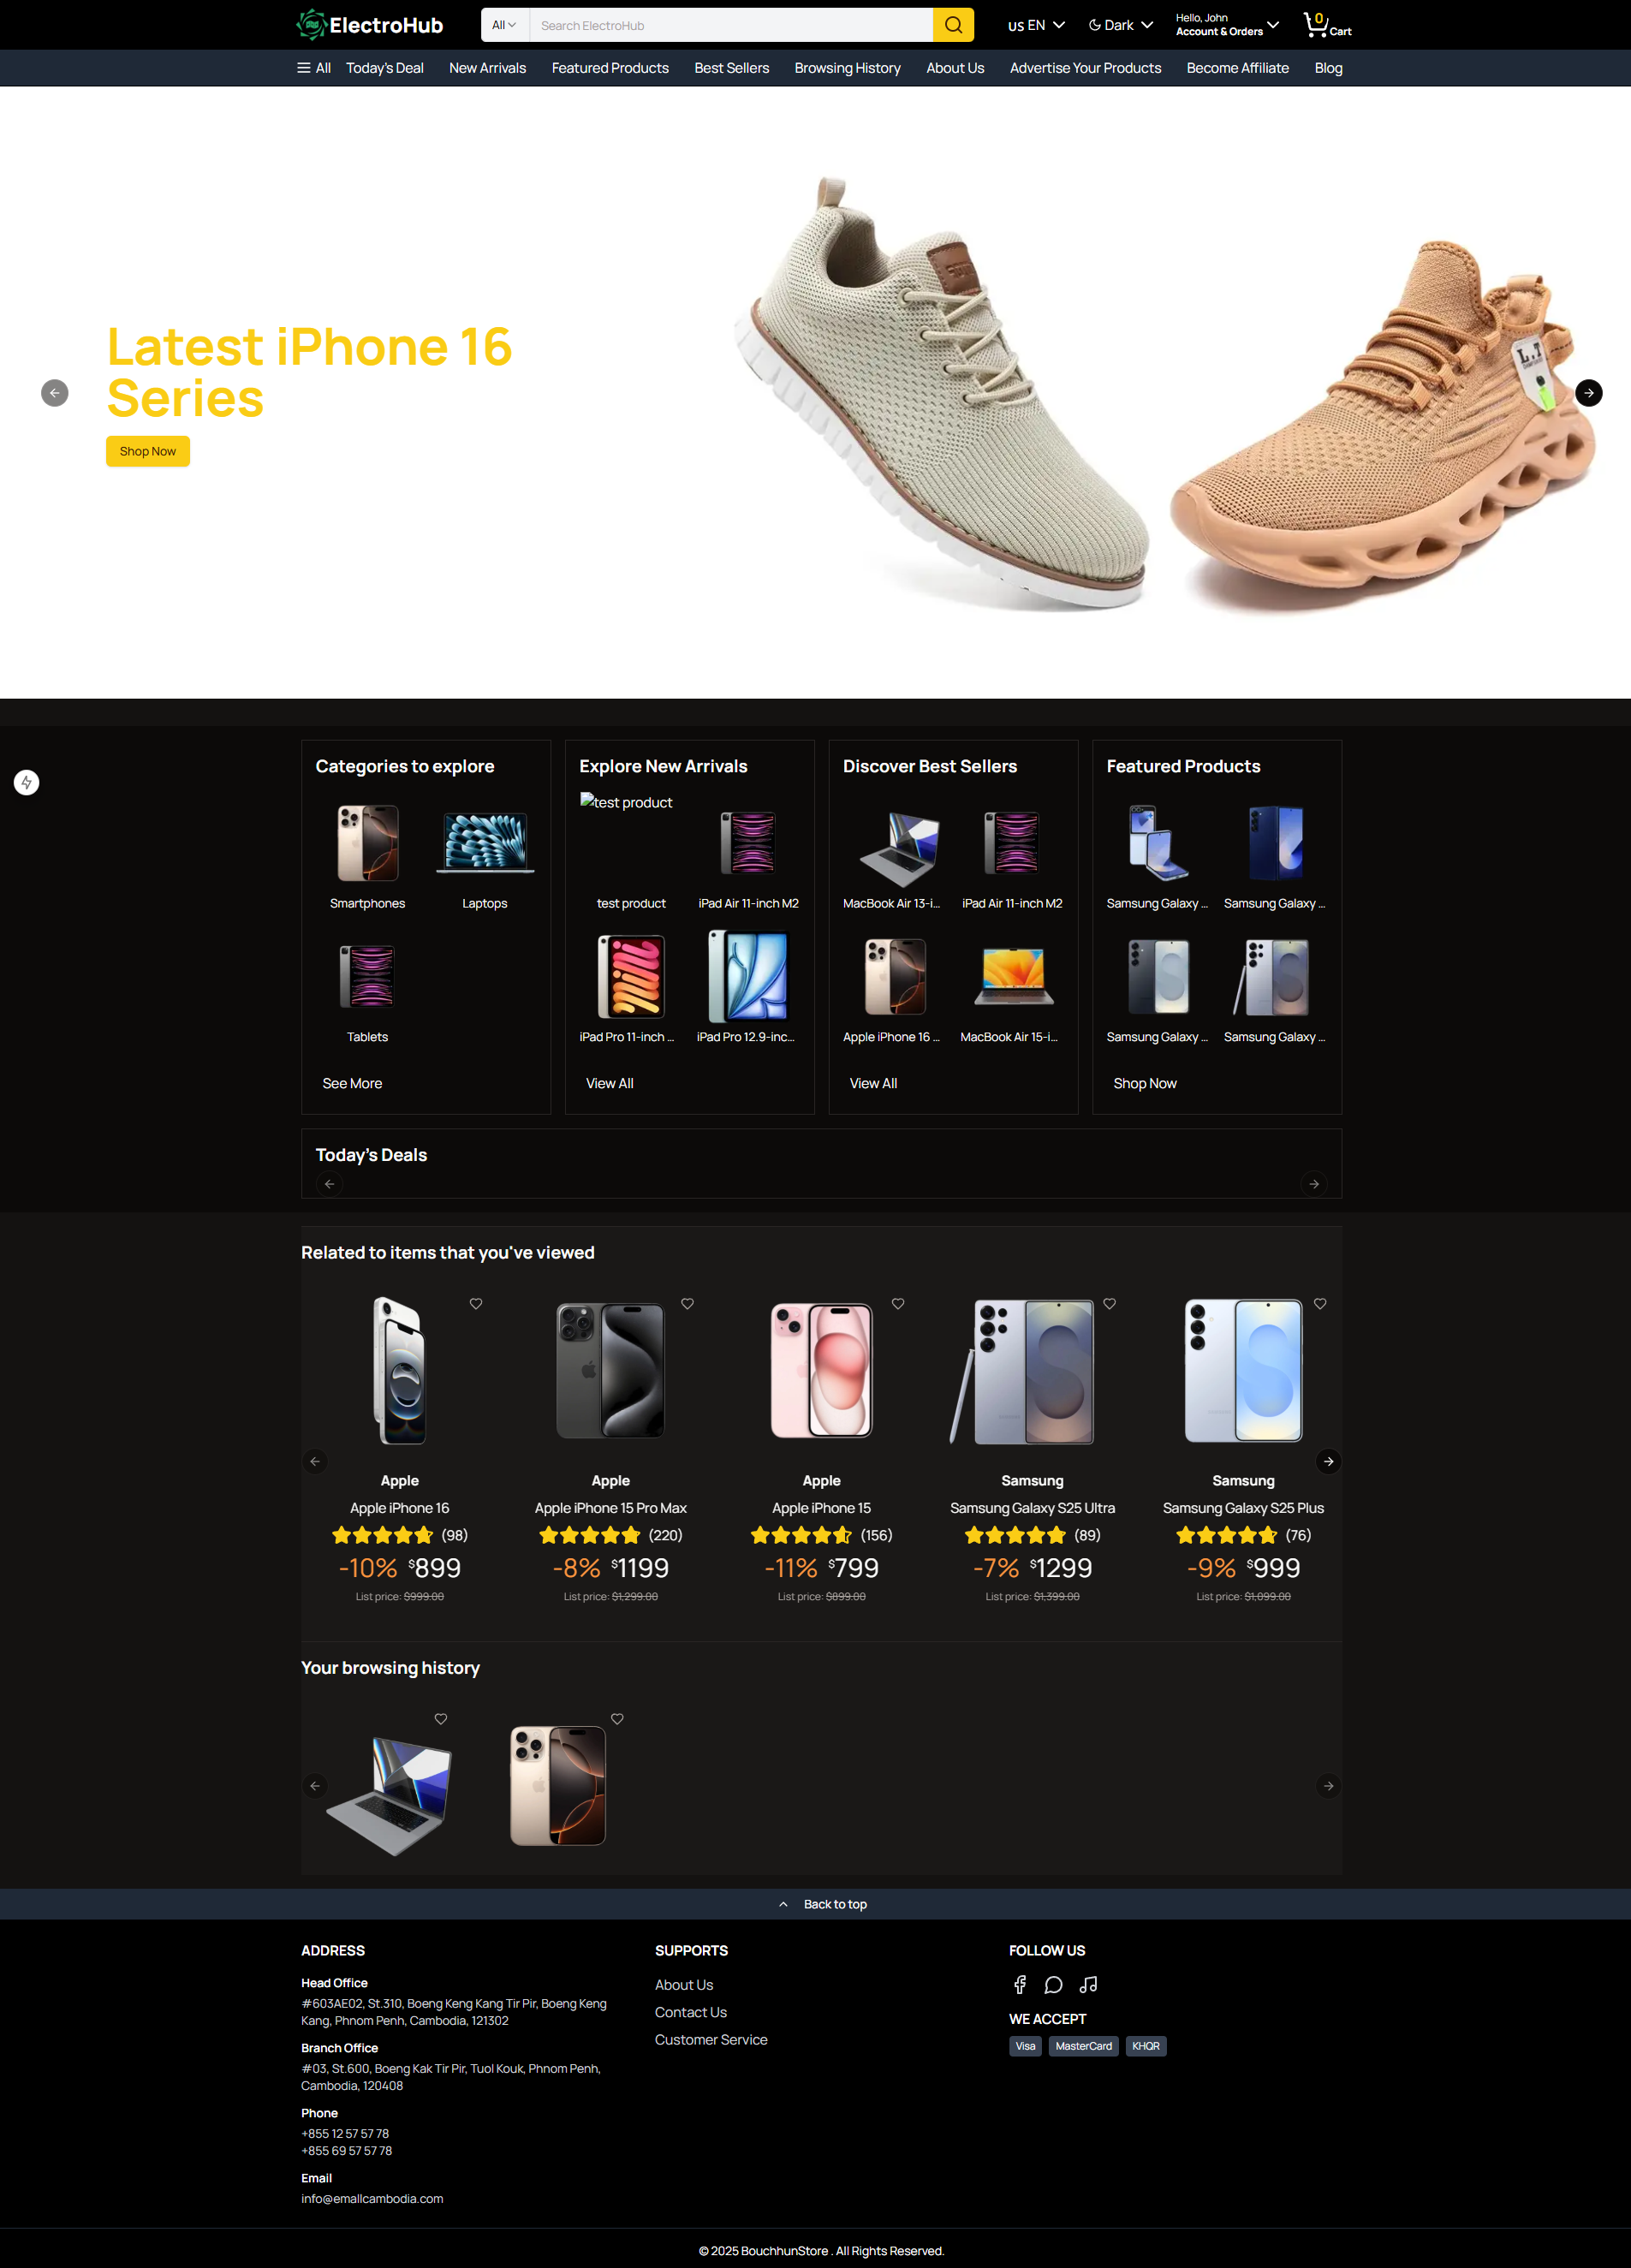 ElectroHub
All
Search ElectroHub
US EN
Dark
Hello, John
Account & Orders
0
Cart
All
Today's Deal
New Arrivals
Featured Products
Best Sellers
Browsing History
About Us
Advertise Your Products
Become Affiliate
Blog
Latest iPhone 16
Series
Shop Now
Categories to explore
Smartphones
Laptops
Tablets
See More
Explore New Arrivals
test product
test product
iPad Air 11-inch M2
iPad Pro 11-inch ...
iPad Pro 12.9-inc...
View All
Discover Best Sellers
MacBook Air 13-i...
iPad Air 11-inch M2
Apple iPhone 16 ...
MacBook Air 15-i...
View All
Featured Products
Samsung Galaxy ...
Samsung Galaxy ...
Samsung Galaxy ...
Samsung Galaxy ...
Shop Now
Today's Deals
Related to items that you've viewed
Apple
Apple iPhone 16
(98)
-10% $899
List price: $999.00
Apple
Apple iPhone 15 Pro Max
(220)
-8% $1199
List price: $1,299.00
Apple
Apple iPhone 15
(156)
-11% $799
List price: $899.00
Samsung
Samsung Galaxy S25 Ultra
(89)
-7% $1299
List price: $1,399.00
Samsung
Samsung Galaxy S25 Plus
(76)
-9% $999
List price: $1,099.00
Your browsing history
Back to top
ADDRESS
Head Office
#603AE02, St.310, Boeng Keng Kang Tir Pir, Boeng Keng
Kang, Phnom Penh, Cambodia, 121302
Branch Office
#03, St.600, Boeng Kak Tir Pir, Tuol Kouk, Phnom Penh,
Cambodia, 120408
Phone
+855 12 57 57 78
+855 69 57 57 78
Email
info@emallcambodia.com
SUPPORTS
About Us
Contact Us
Customer Service
FOLLOW US
WE ACCEPT
Visa
MasterCard
KHQR
© 2025 BouchhunStore . All Rights Reserved.